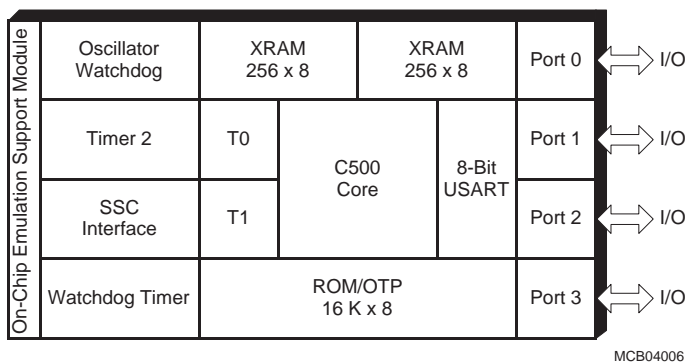 On-Chip Emulation Support Module
Oscillator
Watchdog
XRAM
256 x 8
XRAM
256 x 8
Port 0
I/O
Timer 2
T0
C500
Core
8-Bit
USART
Port 1
I/O
SSC
Interface
T1
Port 2
I/O
Watchdog Timer
ROM/OTP
16 K x 8
Port 3
I/O
MCB04006